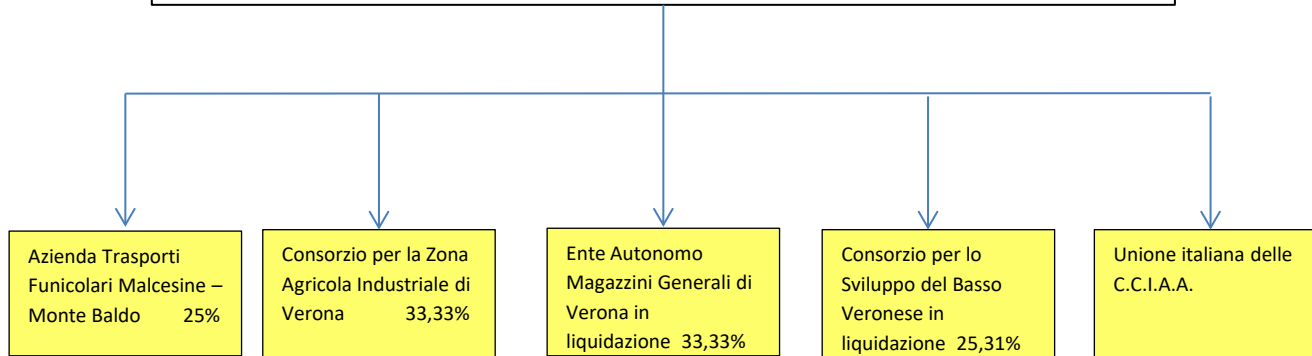 Azienda Trasporti
Funicolari Malcesine –
Monte Baldo 25%
Consorzio per la Zona
Agricola Industriale di
Verona 33,33%
Ente Autonomo
Magazzini Generali di
Verona in
liquidazione 33,33%
Consorzio per lo
Sviluppo del Basso
Veronese in
liquidazione 25,31%
Unione italiana delle
C.C.I.A.A.